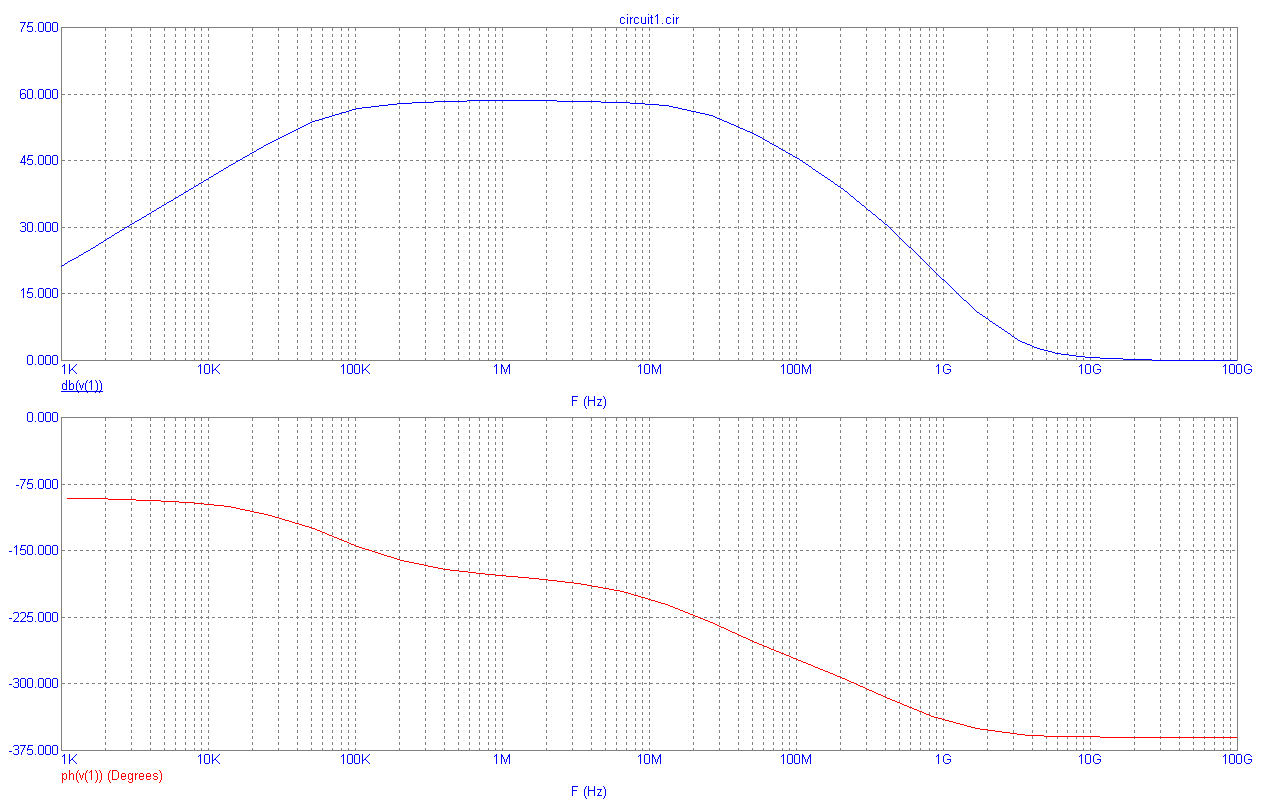 circuit1.cir
75.000
60.000
45.000
30.000
15.000
0.000
1K 10K 100K 1M 10M 100M 1G 10G 100G
db(v(1))
F (Hz)
0.000
-75.000
-150.000
-225.000
-300.000
-375.000
1K 10K 100K 1M 10M 100M 1G 10G 100G
ph(v(1)) (Degrees)
F (Hz)